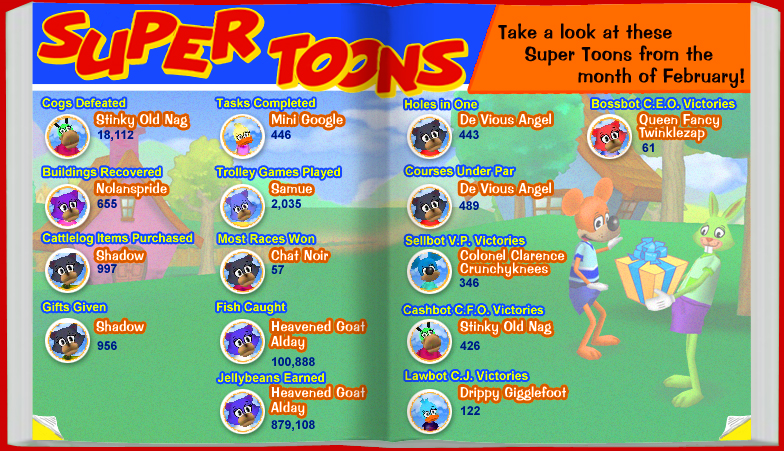 SUPER TOONS
Take a look at these
Super Toons from the
month of February!
Cogs Defeated
Stinky Old Nag
18,112
Buildings Recovered
Nolanspride
655
Cattlelog Items Purchased
Shadow
997
Gifts Given
Shadow
956
Tasks Completed
Mini Google
446
Trolley Games Played
Samue
2,035
Most Races Won
Chat Noir
57
Fish Caught
Heavened Goat
Alday
100,888
Jellybeans Earned
Heavened Goat
Alday
879,108
Holes in One
De Vious Angel
443
Courses Under Par
De Vious Angel
489
Sellbot V.P. Victories
Colonel Clarence
Crunchyknees
346
Cashbot C.F.O. Victories
Stinky Old Nag
426
Lawbot C.J. Victories
Drippy Gigglefoot
122
Bossbot C.E.O. Victories
Queen Fancy
Twinklezap
61